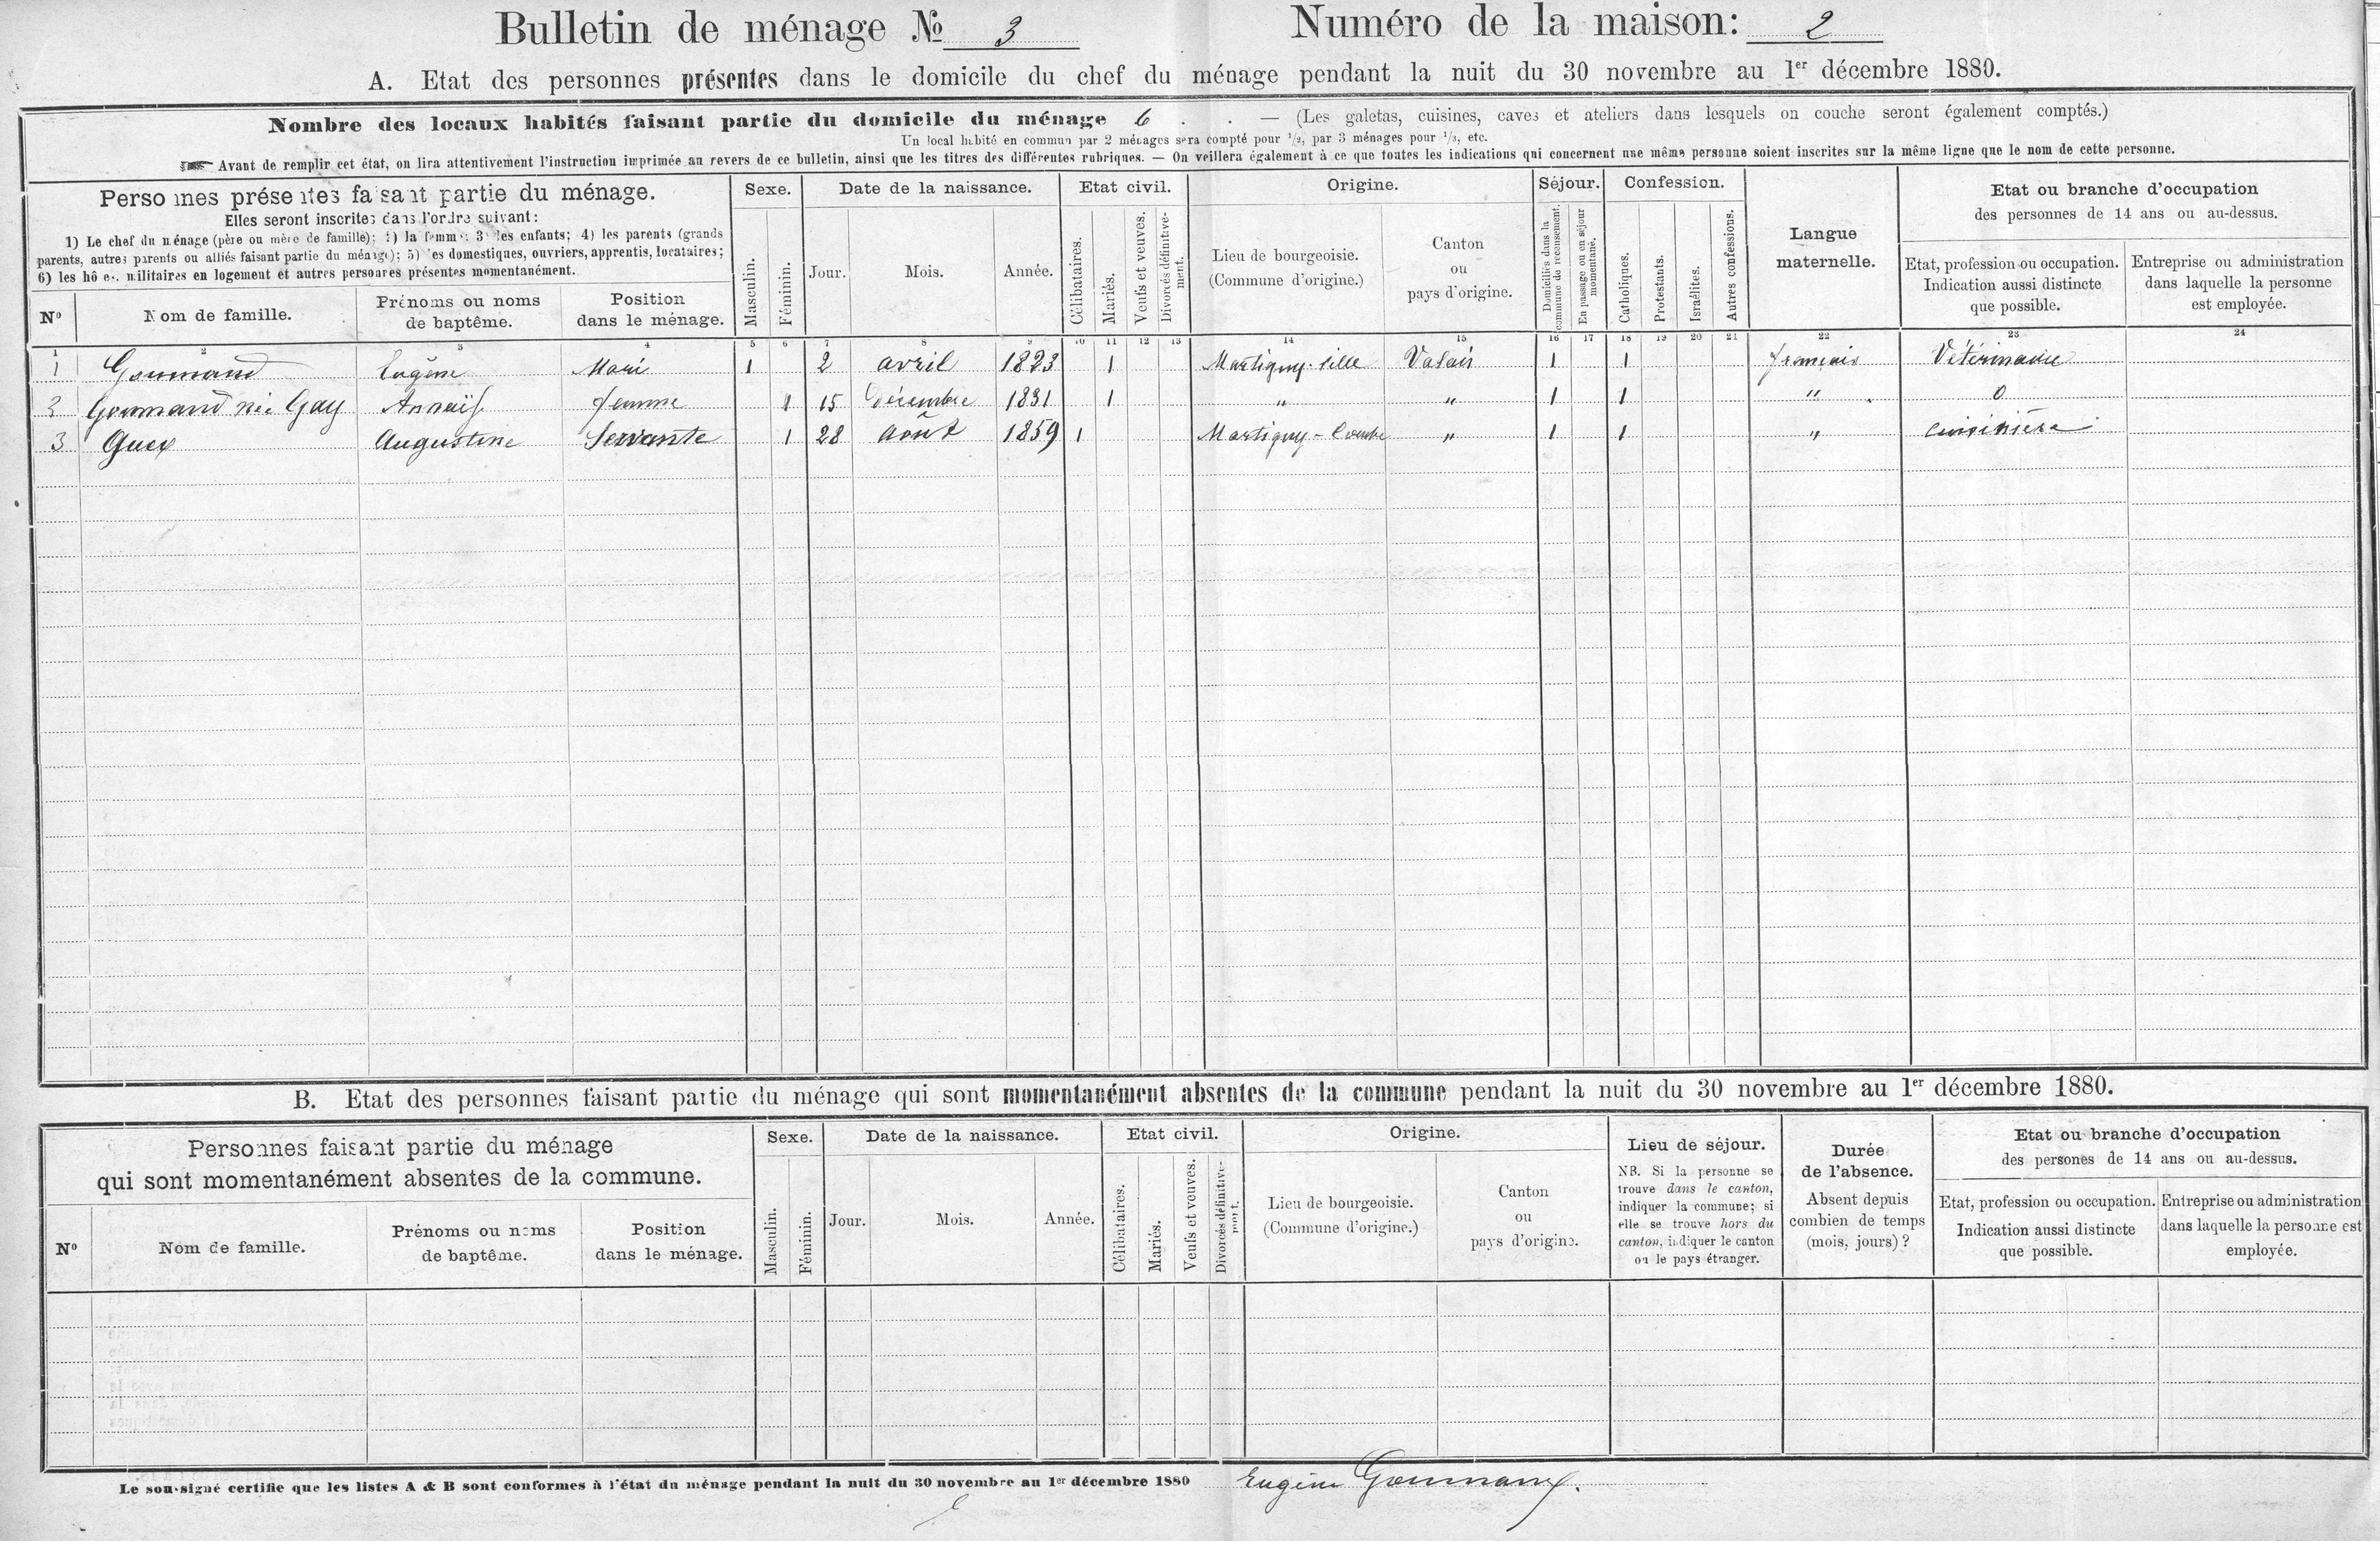 Bulletin de ménage № 3 Numéro de la maison: 2
A. Etat des personnes présentes dans le domicile du chef du ménage pendant la nuit du 30 novembre au 1er décembre 1880.
Nombre des locaux habités faisant partie du domicile du ménage 6 . . — (Les galetas, cuisines, caves et ateliers dans lesquels on couche seront également comptés.)
Un local habité en commun par 2 ménages sera compté pour 1/2, par 3 ménages pour 1/3, etc.
Avant de remplir cet état, on lira attentivement l'instruction imprimée au revers de ce bulletin, ainsi que les titres des différentes rubriques. — On veillera également à ce que toutes les indications qui concernent une même personne soient inscrites sur la même ligne que le nom de cette personne.
Personnes présentes faisant partie du ménage.
Elles seront inscrites dans l'ordre suivant:
1) Le chef du ménage (père ou mère de famille); 2) la femme; 3) les enfants; 4) les parents (grands
parents, autres parents ou alliés faisant partie du ménage); 5) les domestiques, ouvriers, apprentis, locataires;
6) les hôtes, militaires en logement et autres personnes présentes momentanément.
Nº
Nom de famille.
Prénoms ou noms
de baptême.
Position
dans le ménage.
Sexe.
Masculin.
Féminin.
Date de la naissance.
Jour.
Mois.
Année.
Etat civil.
Célibataires.
Mariés.
Veufs et veuves.
Divorcés définitive-
ment.
Origine.
Lieu de bourgeoisie.
(Commune d'origine.)
Canton
ou
pays d'origine.
Séjour.
Domiciliés dans la
commune de recensement.
En passage ou en séjour
momentané.
Confession.
Catholiques.
Protestants.
Israélites.
Autres confessions.
Langue
maternelle.
Etat ou branche d'occupation
des personnes de 14 ans ou au-dessus.
Etat, profession ou occupation.
Indication aussi distincte
que possible.
Entreprise ou administration
dans laquelle la personne
est employée.
1 2 3 4 5 6 7 8 9 10 11 12 13 14 15 16 17 18 19 20 21 22 23 24
1 Gourmand Eugène Mari 1 2 avril 1823 1 Martigny-Ville Valais 1 1 français Vétérinaire
2 Gourmand née Gay Annaïs femme 1 15 Décembre 1831 1 " " 1 1 " 0
3 Guex Augustine Servante 1 28 Août 1859 1 Martigny-Combe " 1 1 " cuisinière
B. Etat des personnes faisant partie du ménage qui sont momentanément absentes de la commune pendant la nuit du 30 novembre au 1er décembre 1880.
Personnes faisant partie du ménage
qui sont momentanément absentes de la commune.
Nº
Nom de famille.
Prénoms ou noms
de baptême.
Position
dans le ménage.
Sexe.
Masculin.
Féminin.
Date de la naissance.
Jour.
Mois.
Année.
Etat civil.
Célibataires.
Mariés.
Veufs et veuves.
Divorcés définitive-
ment.
Origine.
Lieu de bourgeoisie.
(Commune d'origine.)
Canton
ou
pays d'origine.
Lieu de séjour.
NB. Si la personne se
trouve dans le canton,
indiquer la commune; si
elle se trouve hors du
canton, indiquer le canton
ou le pays étranger.
Durée
de l'absence.
Absent depuis
combien de temps
(mois, jours)?
Etat ou branche d'occupation
des persones de 14 ans ou au-dessus.
Etat, profession ou occupation.
Indication aussi distincte
que possible.
Entreprise ou administration
dans laquelle la personne est
employée.
Le soussigné certifie que les listes A & B sont conformes à l'état du ménage pendant la nuit du 30 novembre au 1er décembre 1880 Eugène Gourmand.